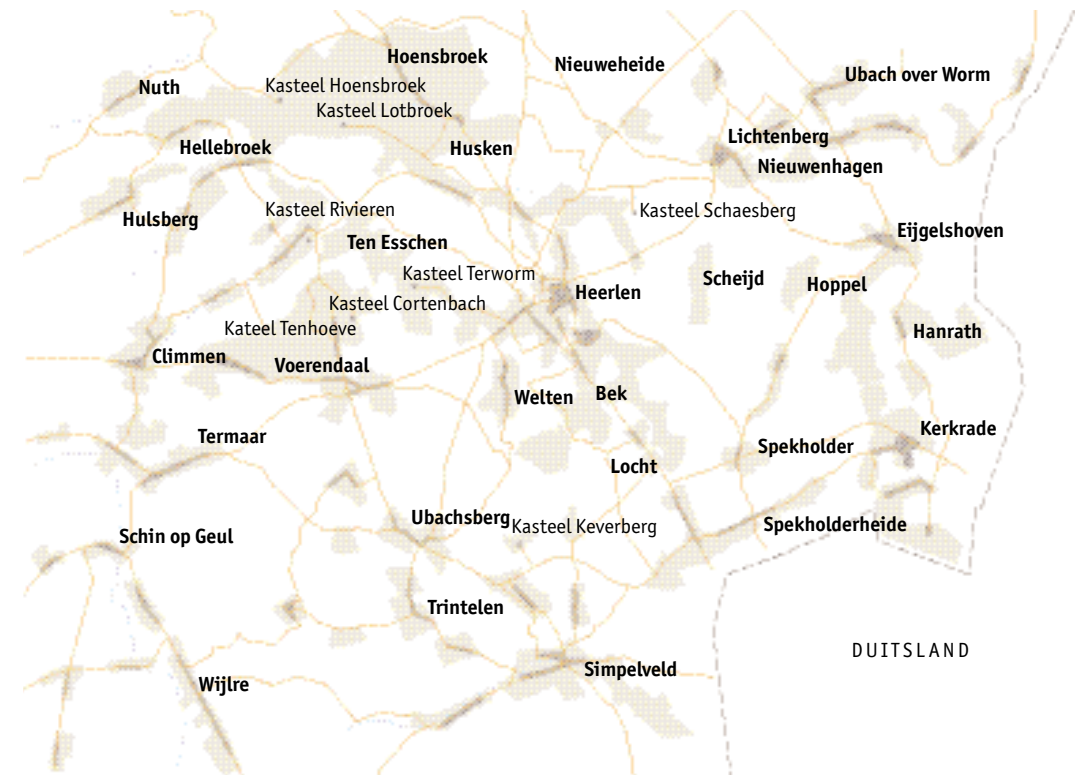 Hoensbroek
Nieuweheide
Ubach over Worm
Nuth
Kasteel Hoensbroek
Kasteel Lotbroek
Lichtenberg
Hellebroek
Husken
Nieuwenhagen
Hulsberg
Kasteel Rivieren
Kasteel Schaesberg
Eijgelshoven
Ten Esschen
Kasteel Terworm
Scheijd
Hoppel
Heerlen
Kasteel Cortenbach
Kateel Tenhoeve
Hanrath
Climmen
Voerendaal
Welten
Bek
Termaar
Kerkrade
Spekholder
Locht
Ubachsberg
Kasteel Keverberg
Spekholderheide
Schin op Geul
Trintelen
DUITSLAND
Simpelveld
Wijlre